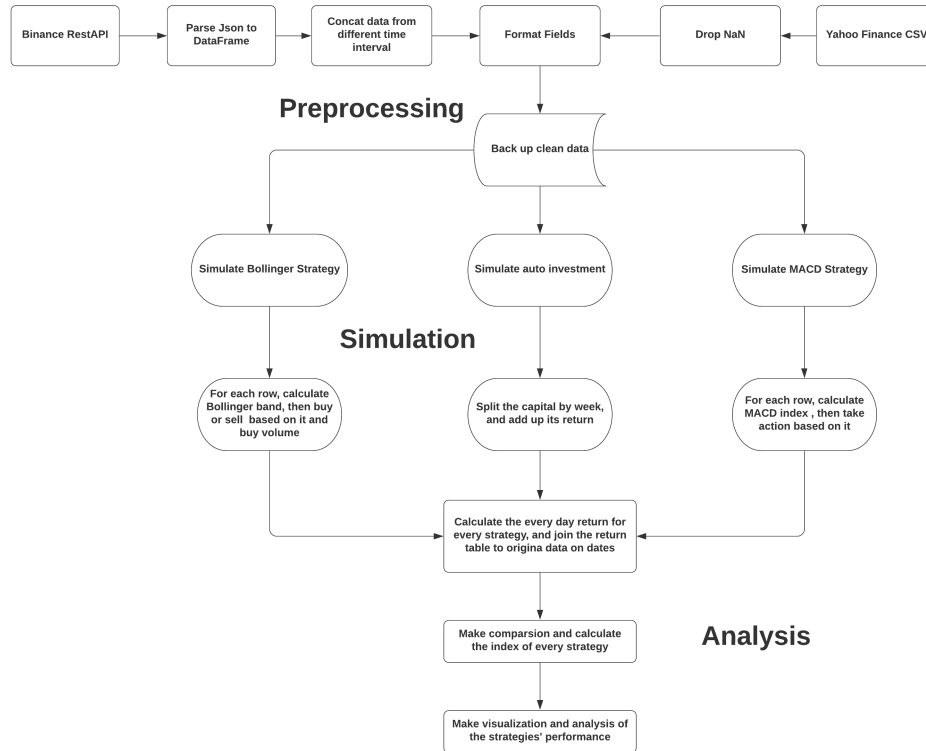 Binance RestAPI
Parse Json to
DataFrame
Concat data from
different time
interval
Format Fields
Drop NaN
Yahoo Finance CSV
Preprocessing
Back up clean data
Simulate Bollinger Strategy
Simulate auto investment
Simulate MACD Strategy
Simulation
For each row, calculate
Bollinger band, then buy
or sell based on it and
buy volume
Split the capital by week,
and add up its return
For each row, calculate
MACD index , then take
action based on it
Calculate the every day return for
every strategy, and join the return
table to origina data on dates
Make comparsion and calculate
the index of every strategy
Analysis
Make visualization and analysis of
the strategies' performance